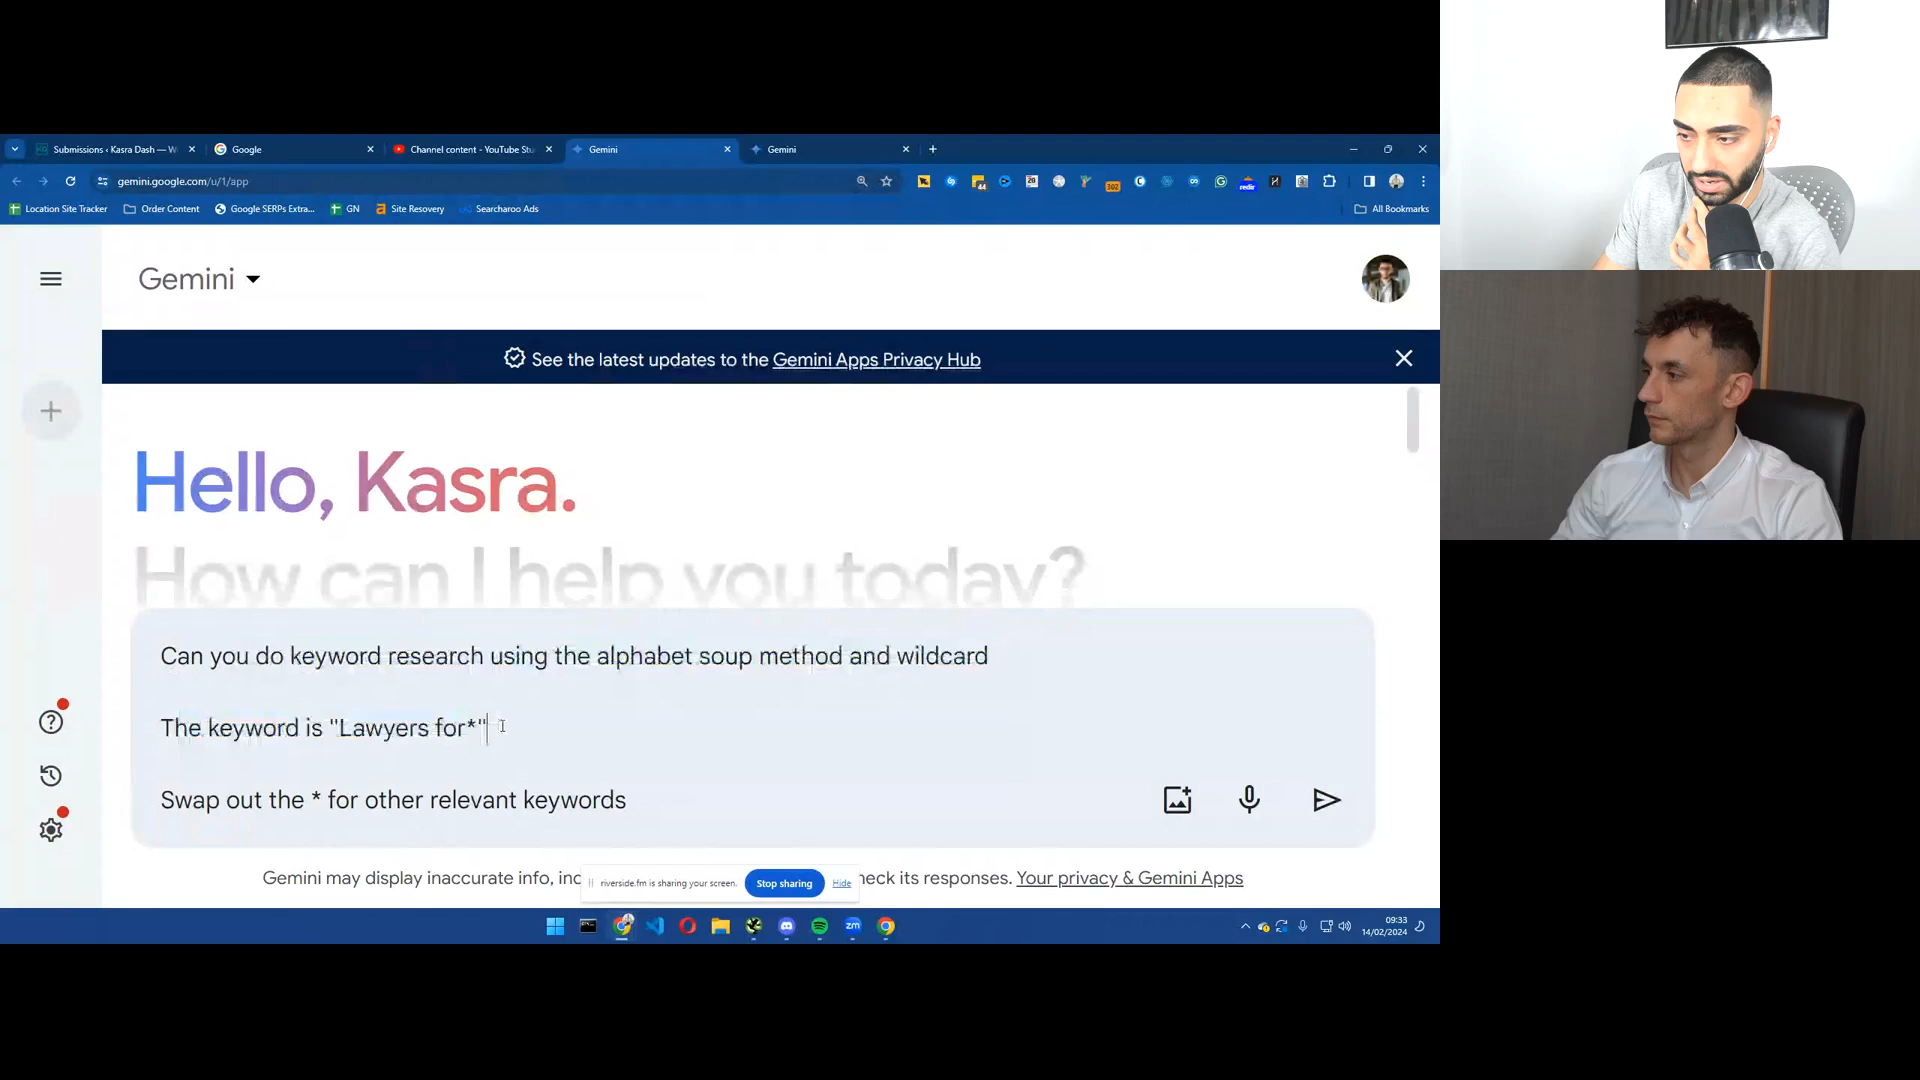 Submissions ‹ Kasra Dash — W
Google
Channel content - YouTube Stu
Gemini
Gemini
gemini.google.com/u/1/app
44
20
102
redir
Location Site Tracker
Order Content
Google SERPs Extra...
GN
Site Recovery
Searcharoo Ads
All Bookmarks
Gemini
See the latest updates to the Gemini Apps Privacy Hub
Hello, Kasra.
How can I help you today?
Can you do keyword research using the alphabet soup method and wildcard
The keyword is "Lawyers for*"
Swap out the * for other relevant keywords
Gemini may display inaccurate info, inc
riverside.fm is sharing your screen.
Stop sharing
Hide
heck its responses. Your privacy & Gemini Apps
zm
09:33
14/02/2024